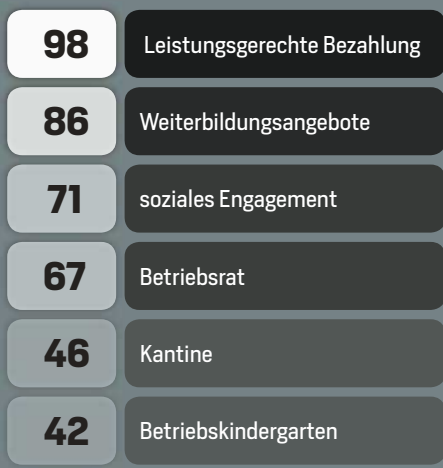 98 Leistungsgerechte Bezahlung
86 Weiterbildungsangebote
71 soziales Engagement
67 Betriebsrat
46 Kantine
42 Betriebskindergarten